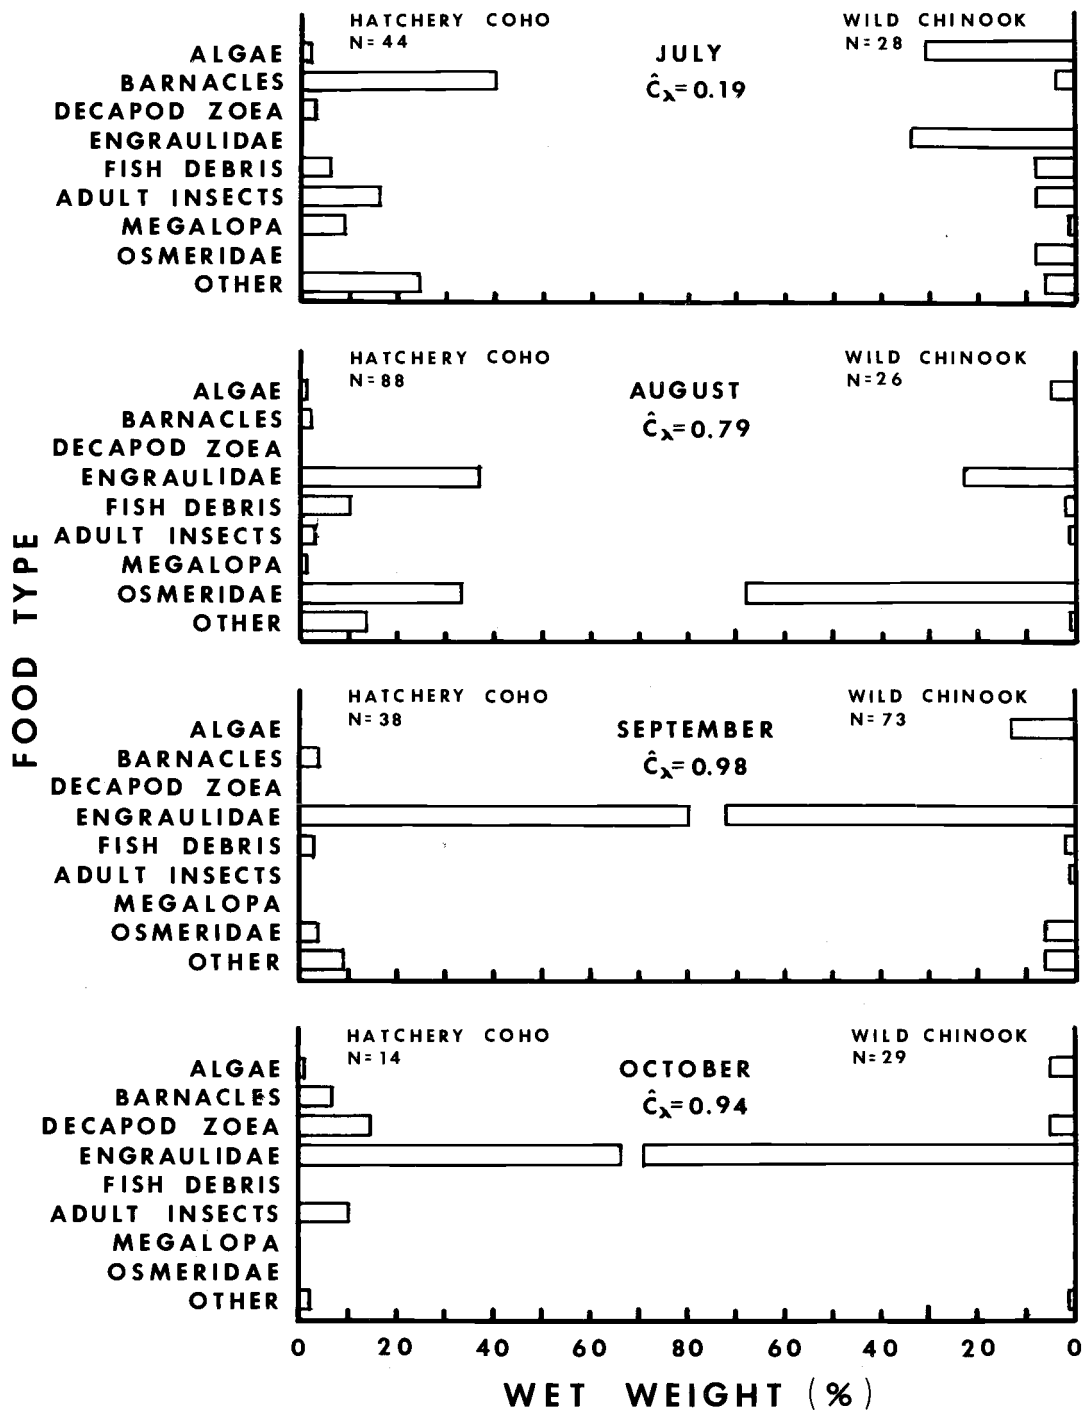 FOOD TYPE
HATCHERY COHO
N=44
WILD CHINOOK
N=28
JULY
Ĉλ=0.19
ALGAE
BARNACLES
DECAPOD ZOEA
ENGRAULIDAE
FISH DEBRIS
ADULT INSECTS
MEGALOPA
OSMERIDAE
OTHER
HATCHERY COHO
N=88
WILD CHINOOK
N=26
AUGUST
Ĉλ=0.79
ALGAE
BARNACLES
DECAPOD ZOEA
ENGRAULIDAE
FISH DEBRIS
ADULT INSECTS
MEGALOPA
OSMERIDAE
OTHER
HATCHERY COHO
N=38
WILD CHINOOK
N=73
SEPTEMBER
Ĉλ=0.98
ALGAE
BARNACLES
DECAPOD ZOEA
ENGRAULIDAE
FISH DEBRIS
ADULT INSECTS
MEGALOPA
OSMERIDAE
OTHER
HATCHERY COHO
N=14
WILD CHINOOK
N=29
OCTOBER
Ĉλ=0.94
ALGAE
BARNACLES
DECAPOD ZOEA
ENGRAULIDAE
FISH DEBRIS
ADULT INSECTS
MEGALOPA
OSMERIDAE
OTHER
0 20 40 60 80 60 40 20 0
WET WEIGHT (%)